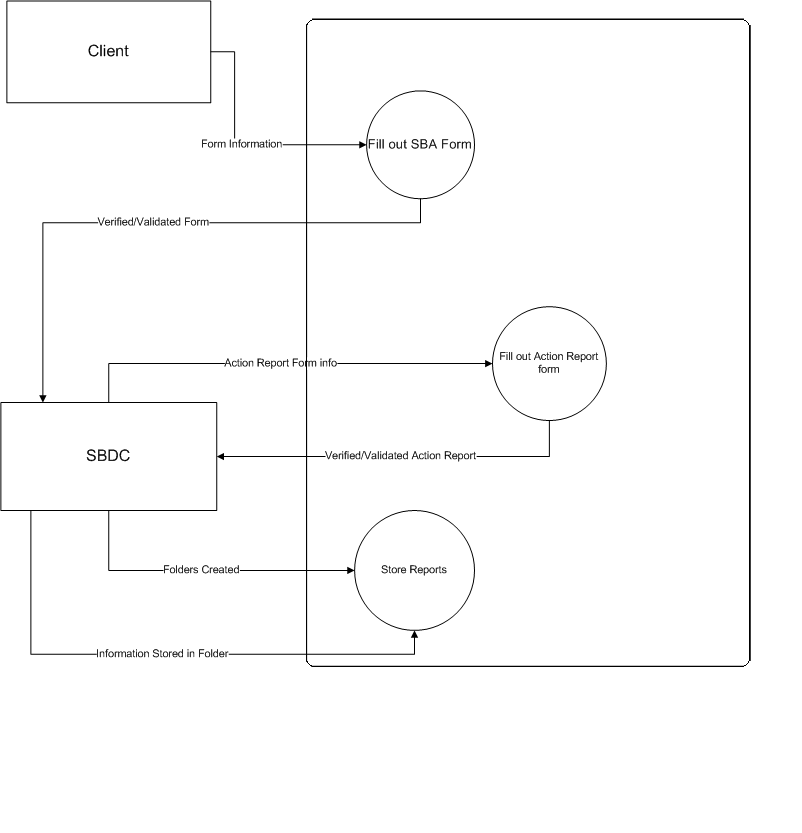 Client
Form Information
Fill out SBA Form
Verified/Validated Form
Action Report Form info
Fill out Action Report
form
SBDC
Verified/Validated Action Report
Folders Created
Store Reports
Information Stored in Folder